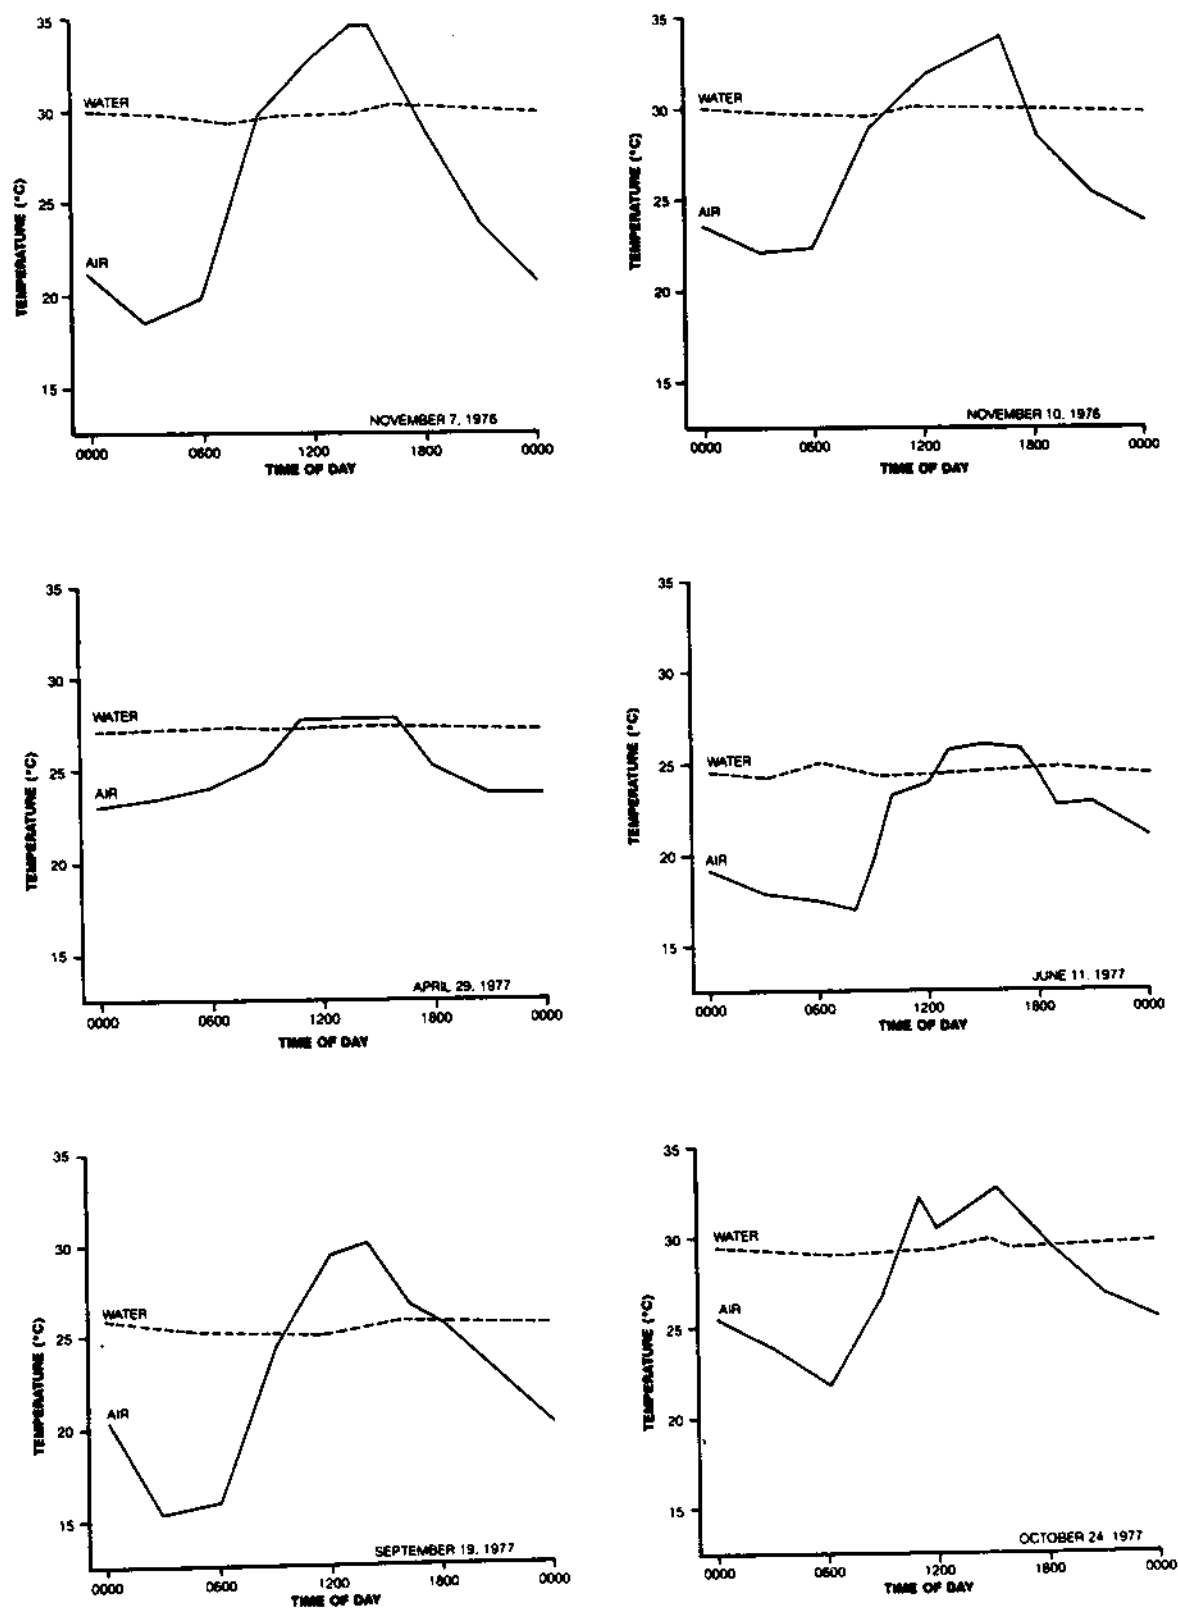 35
30
25
20
15
TEMPERATURE (°C)
WATER
AIR
NOVEMBER 7, 1976
0000 0600 1200 1800 0000
TIME OF DAY
35
30
25
20
15
TEMPERATURE (°C)
WATER
AIR
NOVEMBER 10, 1976
0000 0600 1200 1800 0000
TIME OF DAY
35
30
25
20
15
TEMPERATURE (°C)
WATER
AIR
APRIL 29, 1977
0000 0600 1200 1800 0000
TIME OF DAY
35
30
25
20
15
TEMPERATURE (°C)
WATER
AIR
JUNE 11, 1977
0000 0600 1200 1800 0000
TIME OF DAY
35
30
25
20
15
TEMPERATURE (°C)
WATER
AIR
SEPTEMBER 19, 1977
0000 0600 1200 1800 0000
TIME OF DAY
35
30
25
20
15
TEMPERATURE (°C)
WATER
AIR
OCTOBER 24, 1977
0000 0600 1200 1800 0000
TIME OF DAY